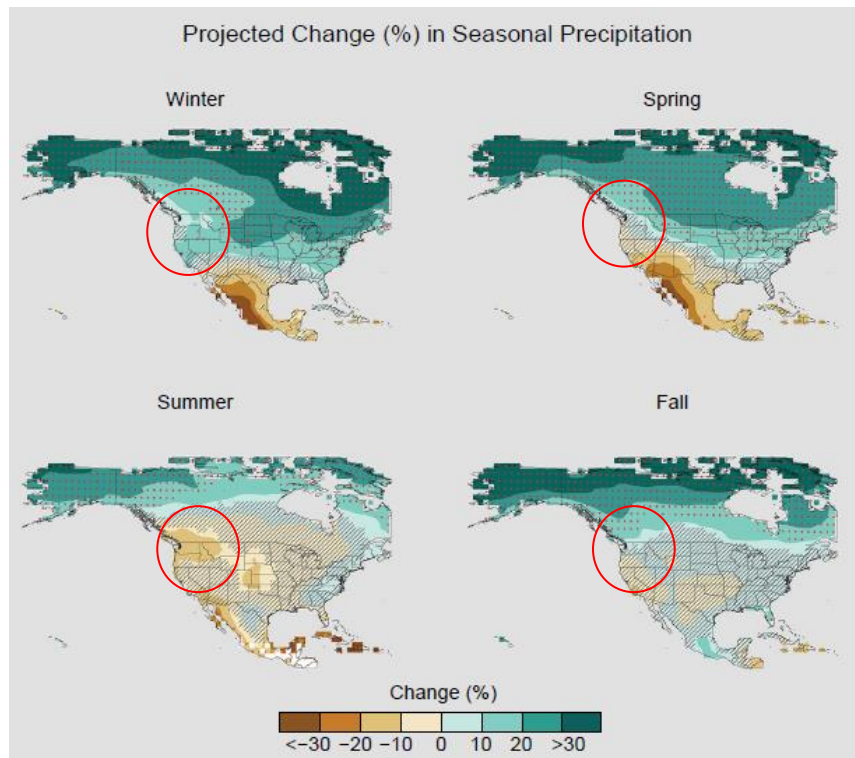 Projected Change (%) in Seasonal Precipitation
Winter
Spring
Summer
Fall
Change (%)
<−30 −20 −10 0 10 20 >30